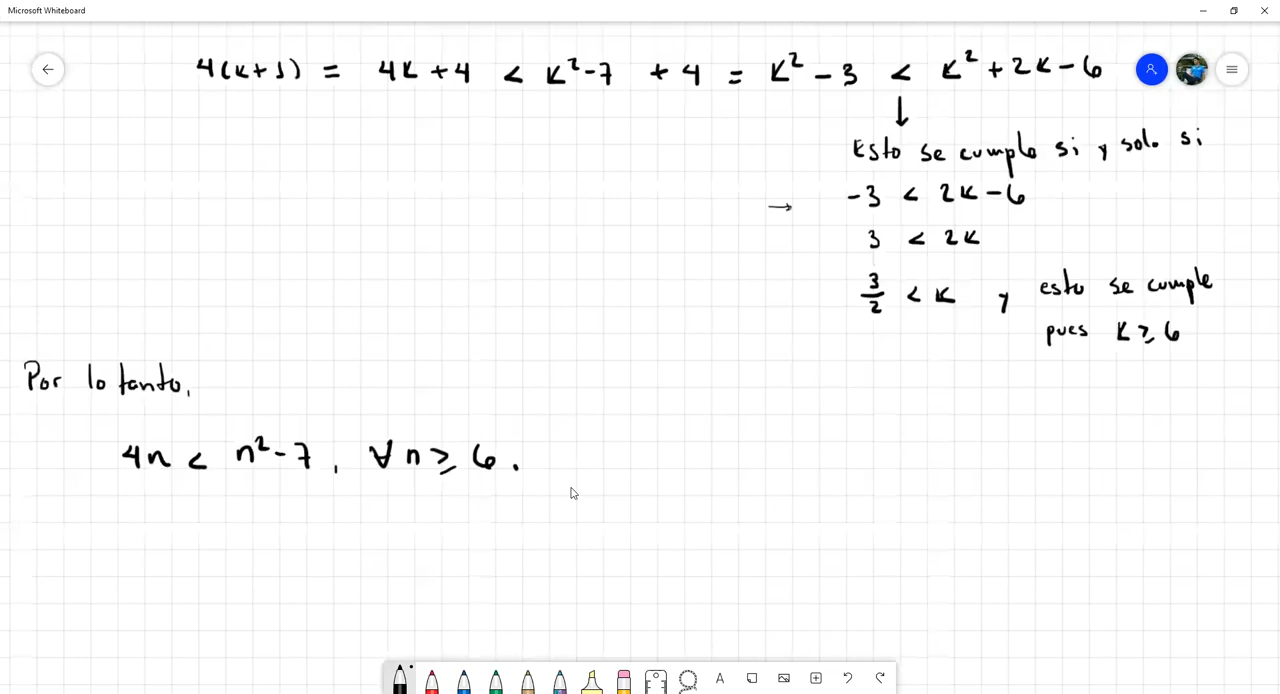 Microsoft Whiteboard
4(k+1) = 4k+4 < k²-7 + 4 = k² - 3 < k²+2k-6
↓
Esto se cumple si y solo si
→ -3 < 2k-6
3 < 2k
3/2 < k y esto se cumple
pues k ≥ 6
Por lo tanto,
4n < n²-7, ∀n ≥ 6.